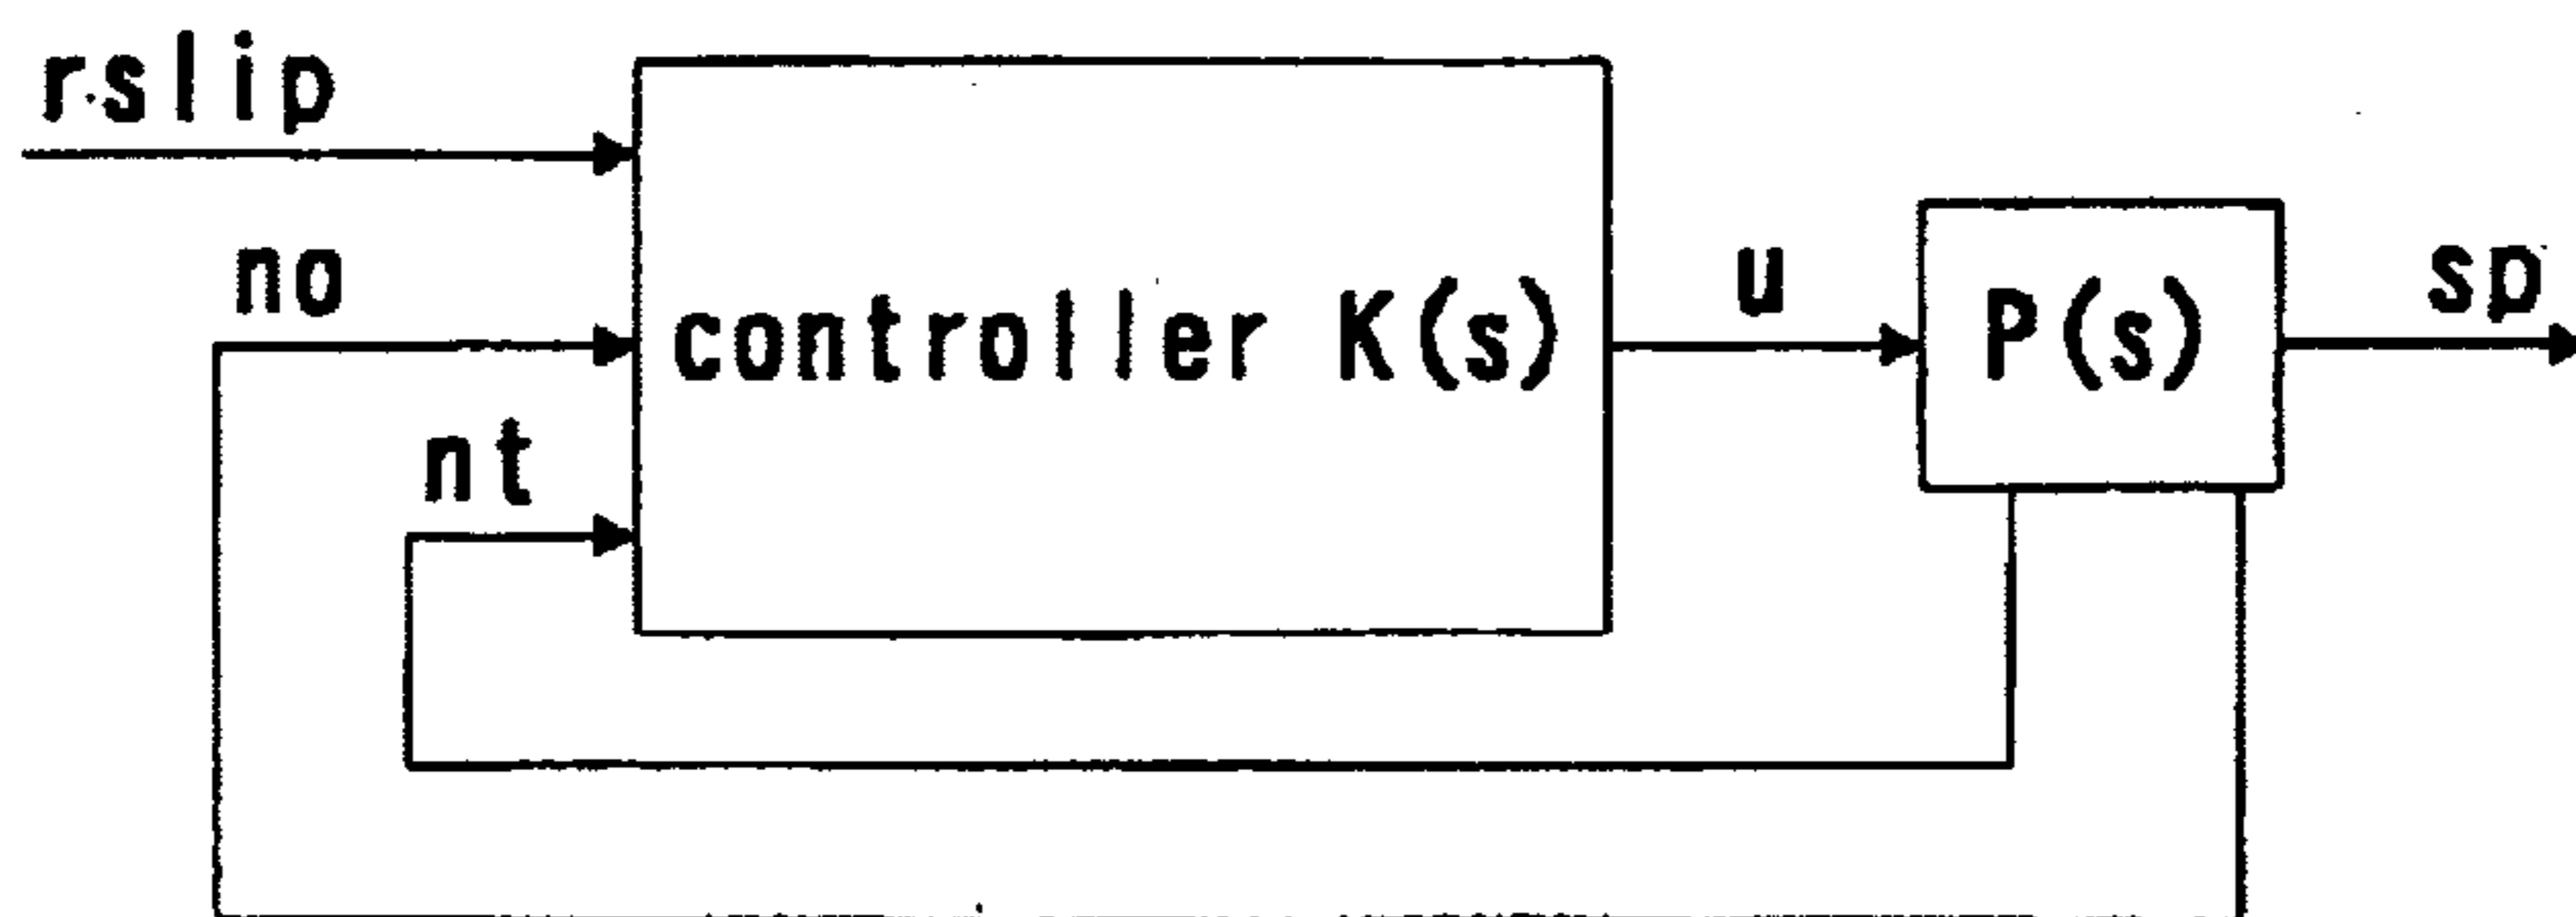 rslip
no
nt
controller K(s)
u
P(s)
sp